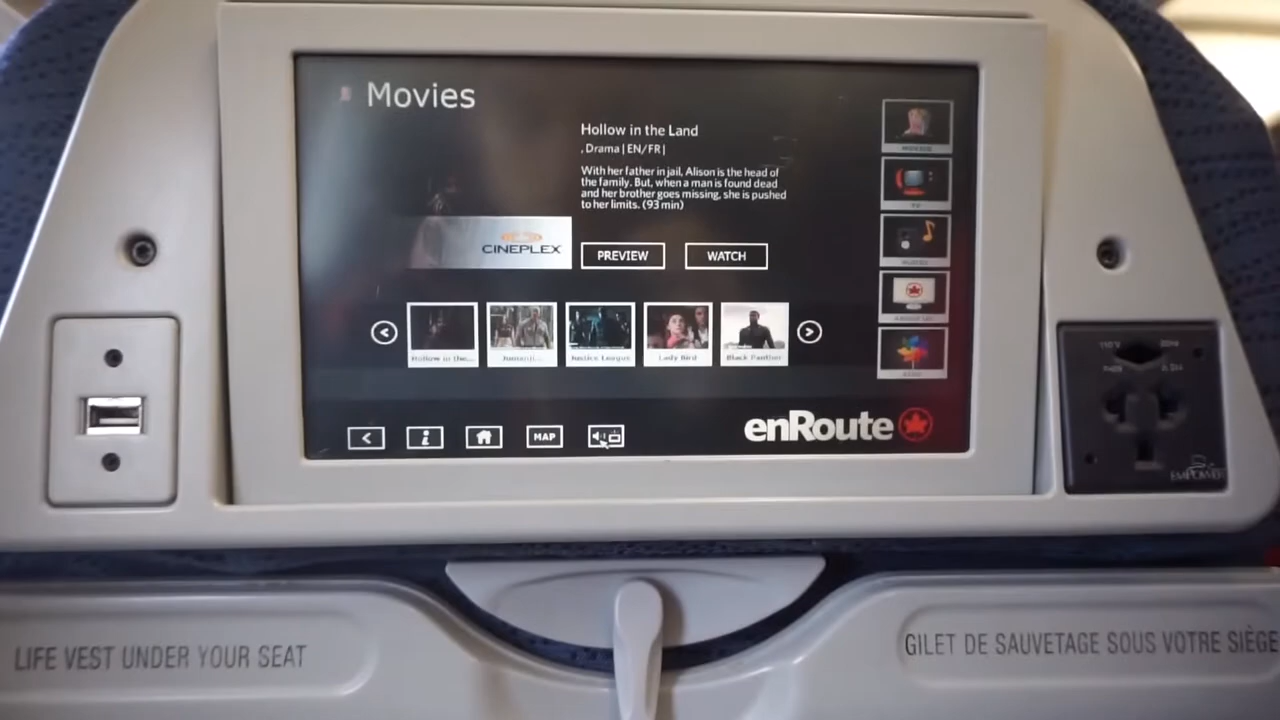 Movies
Hollow in the Land
, Drama | EN/FR |
With her father in jail, Alison is the head of
the family. But, when a man is found dead
and her brother goes missing, she is pushed
to her limits. (93 min)
CINEPLEX
PREVIEW
WATCH
Hollow in the...
Jumanji...
Justice League
Lady Bird
Black Panther
TV
MAP
enRoute
EMPOWER
LIFE VEST UNDER YOUR SEAT
GILET DE SAUVETAGE SOUS VOTRE SIÈGE